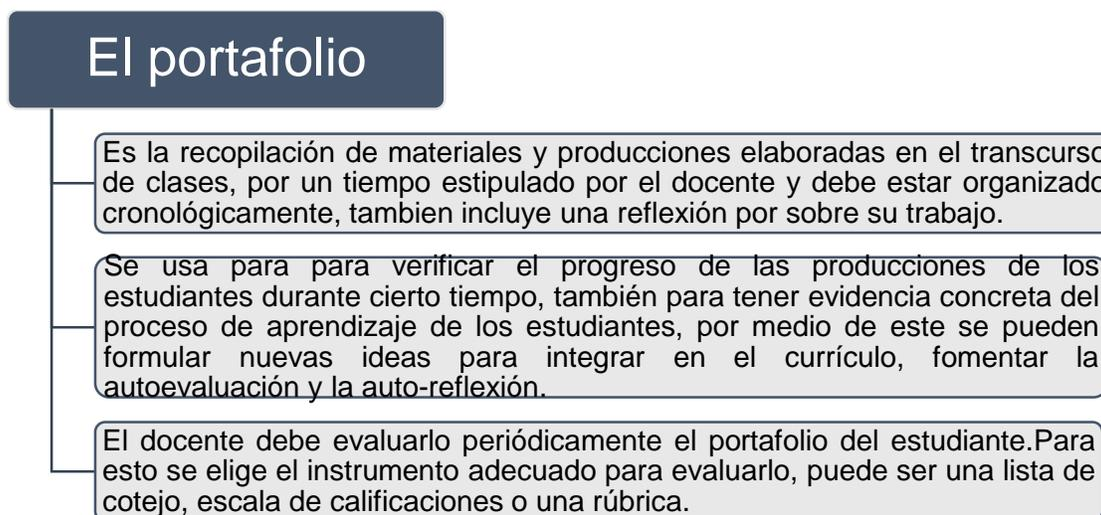 El portafolio
Es la recopilación de materiales y producciones elaboradas en el transcurso
de clases, por un tiempo estipulado por el docente y debe estar organizado
cronológicamente, tambien incluye una reflexión por sobre su trabajo.
Se usa para para verificar el progreso de las producciones de los
estudiantes durante cierto tiempo, también para tener evidencia concreta del
proceso de aprendizaje de los estudiantes, por medio de este se pueden
formular nuevas ideas para integrar en el currículo, fomentar la
autoevaluación y la auto-reflexión.
El docente debe evaluarlo periódicamente el portafolio del estudiante.Para
esto se elige el instrumento adecuado para evaluarlo, puede ser una lista de
cotejo, escala de calificaciones o una rúbrica.